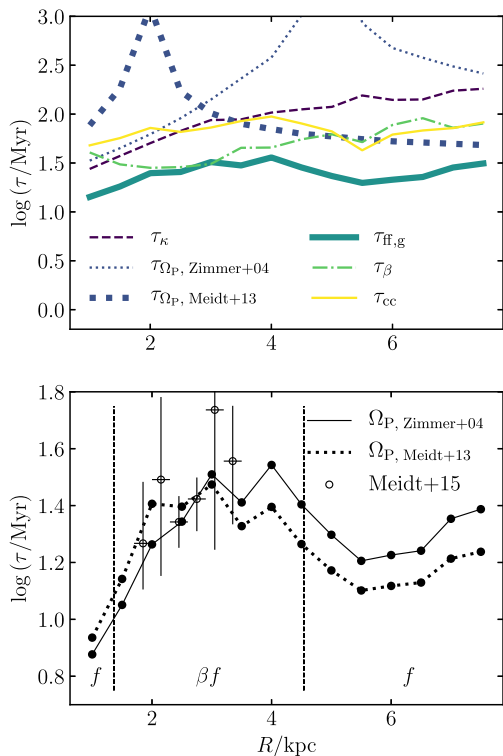 3.0
2.5
2.0
1.5
1.0
0.5
0.0
log (τ/Myr)
τκ
τΩP, Zimmer+04
τΩP, Meidt+13
τff,g
τβ
τcc
2 4 6
1.8
1.6
1.4
1.2
1.0
0.8
log (τ/Myr)
ΩP, Zimmer+04
ΩP, Meidt+13
Meidt+15
f βf f
2 4 6
R/kpc